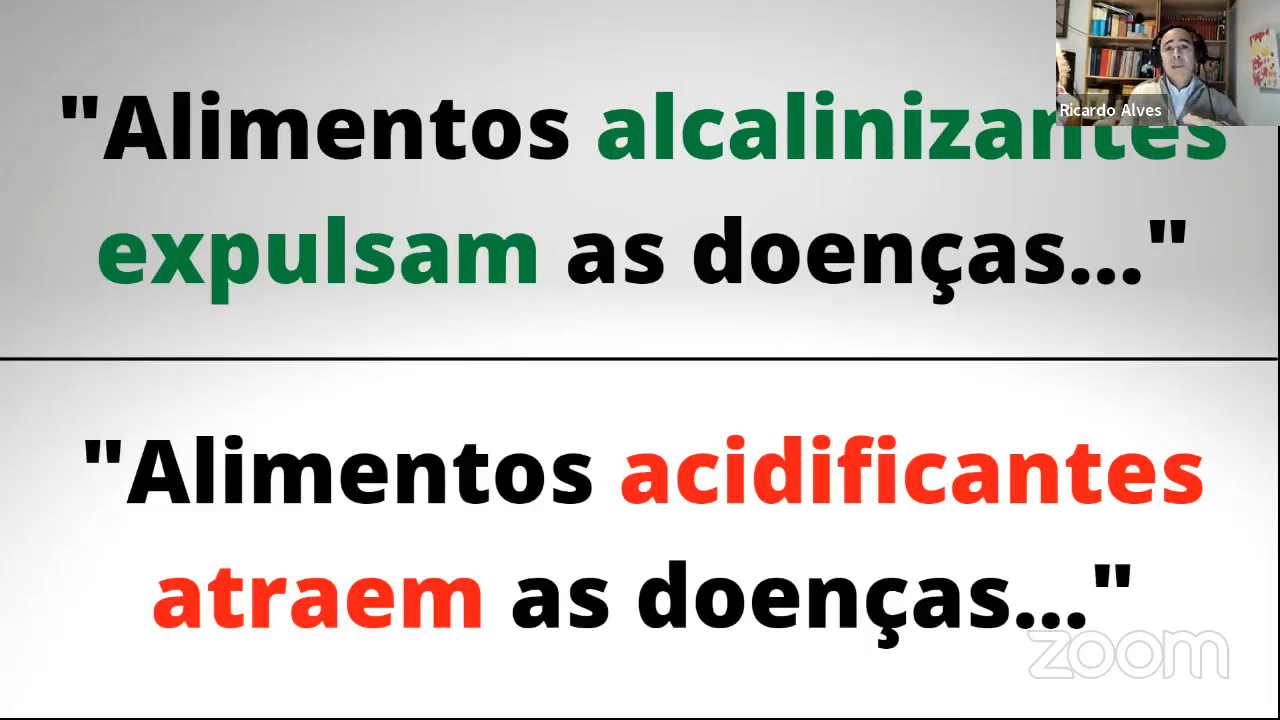 "Alimentos alcalinizantes
Ricardo Alves
expulsam as doenças..."
"Alimentos acidificantes
atraem as doenças..."
zoom